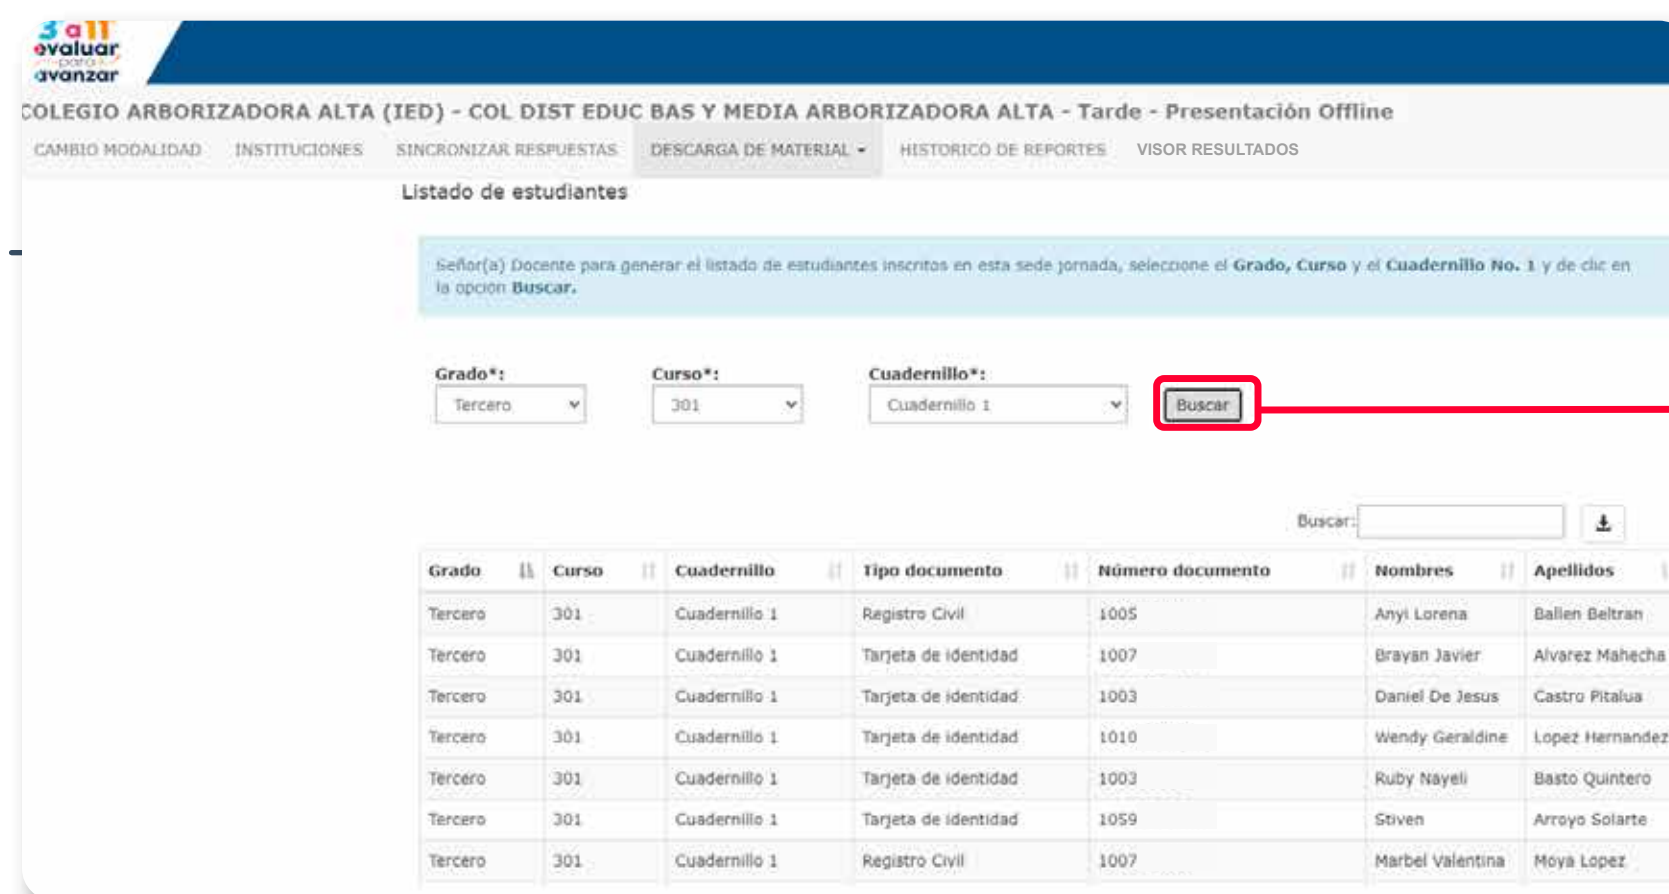 3 a 11
evaluar
para
avanzar
COLEGIO ARBORIZADORA ALTA (IED) - COL DIST EDUC BAS Y MEDIA ARBORIZADORA ALTA - Tarde - Presentación Offline
CAMBIO MODALIDAD INSTITUCIONES SINCRONIZAR RESPUESTAS DESCARGA DE MATERIAL HISTORICO DE REPORTES VISOR RESULTADOS
Listado de estudiantes
Señor(a) Docente para generar el listado de estudiantes inscritos en esta sede jornada, seleccione el Grado, Curso y el Cuadernillo No. 1 y de clic en
la opción Buscar.
Grado*: Curso*: Cuadernillo*:
Tercero 301 Cuadernillo 1 Buscar
Buscar:
Grado Curso Cuadernillo Tipo documento Número documento Nombres Apellidos
Tercero 301 Cuadernillo 1 Registro Civil 1005 Anyi Lorena Ballen Beltran
Tercero 301 Cuadernillo 1 Tarjeta de identidad 1007 Brayan Javier Alvarez Mahecha
Tercero 301 Cuadernillo 1 Tarjeta de identidad 1003 Daniel De Jesus Castro Pitalua
Tercero 301 Cuadernillo 1 Tarjeta de identidad 1010 Wendy Geraldine Lopez Hernandez
Tercero 301 Cuadernillo 1 Tarjeta de identidad 1003 Ruby Nayeli Basto Quintero
Tercero 301 Cuadernillo 1 Tarjeta de identidad 1059 Stiven Arroyo Solarte
Tercero 301 Cuadernillo 1 Registro Civil 1007 Marbel Valentina Moya Lopez